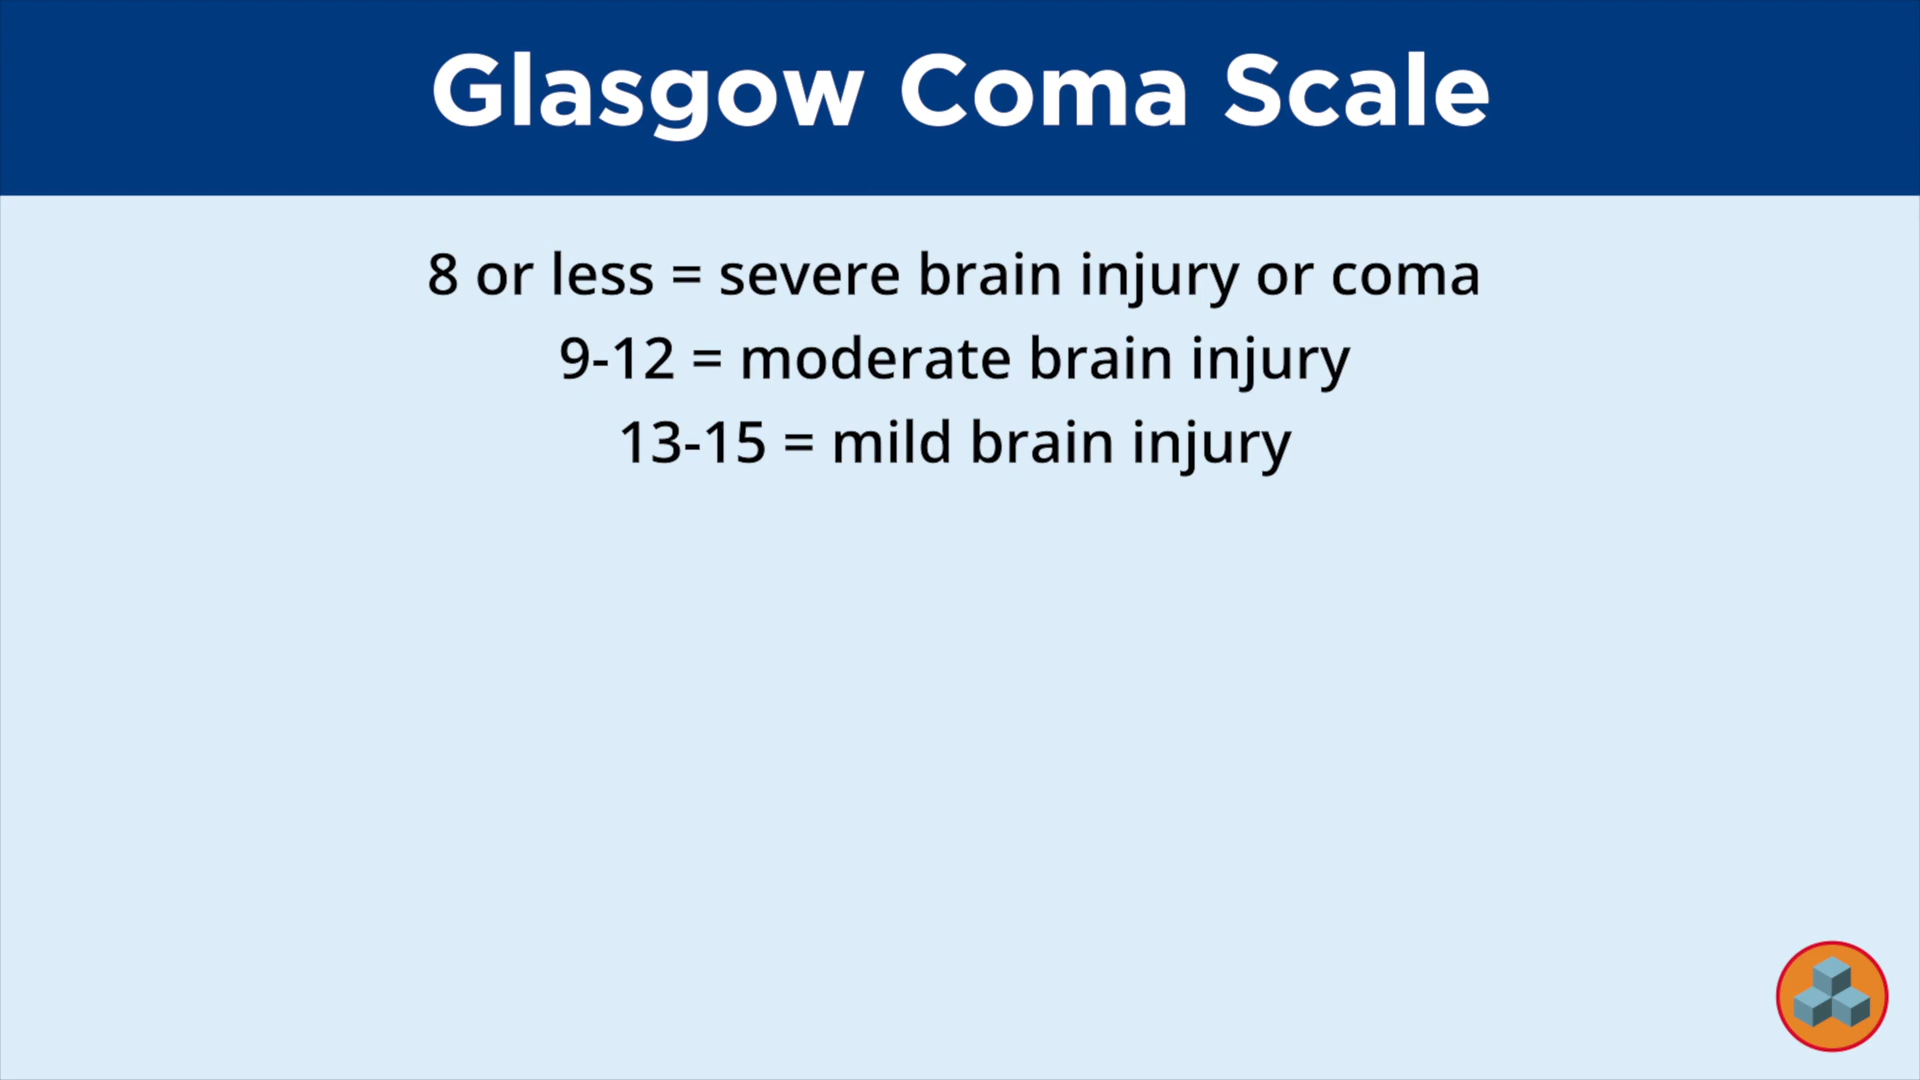 Glasgow Coma Scale
8 or less = severe brain injury or coma
9-12 = moderate brain injury
13-15 = mild brain injury